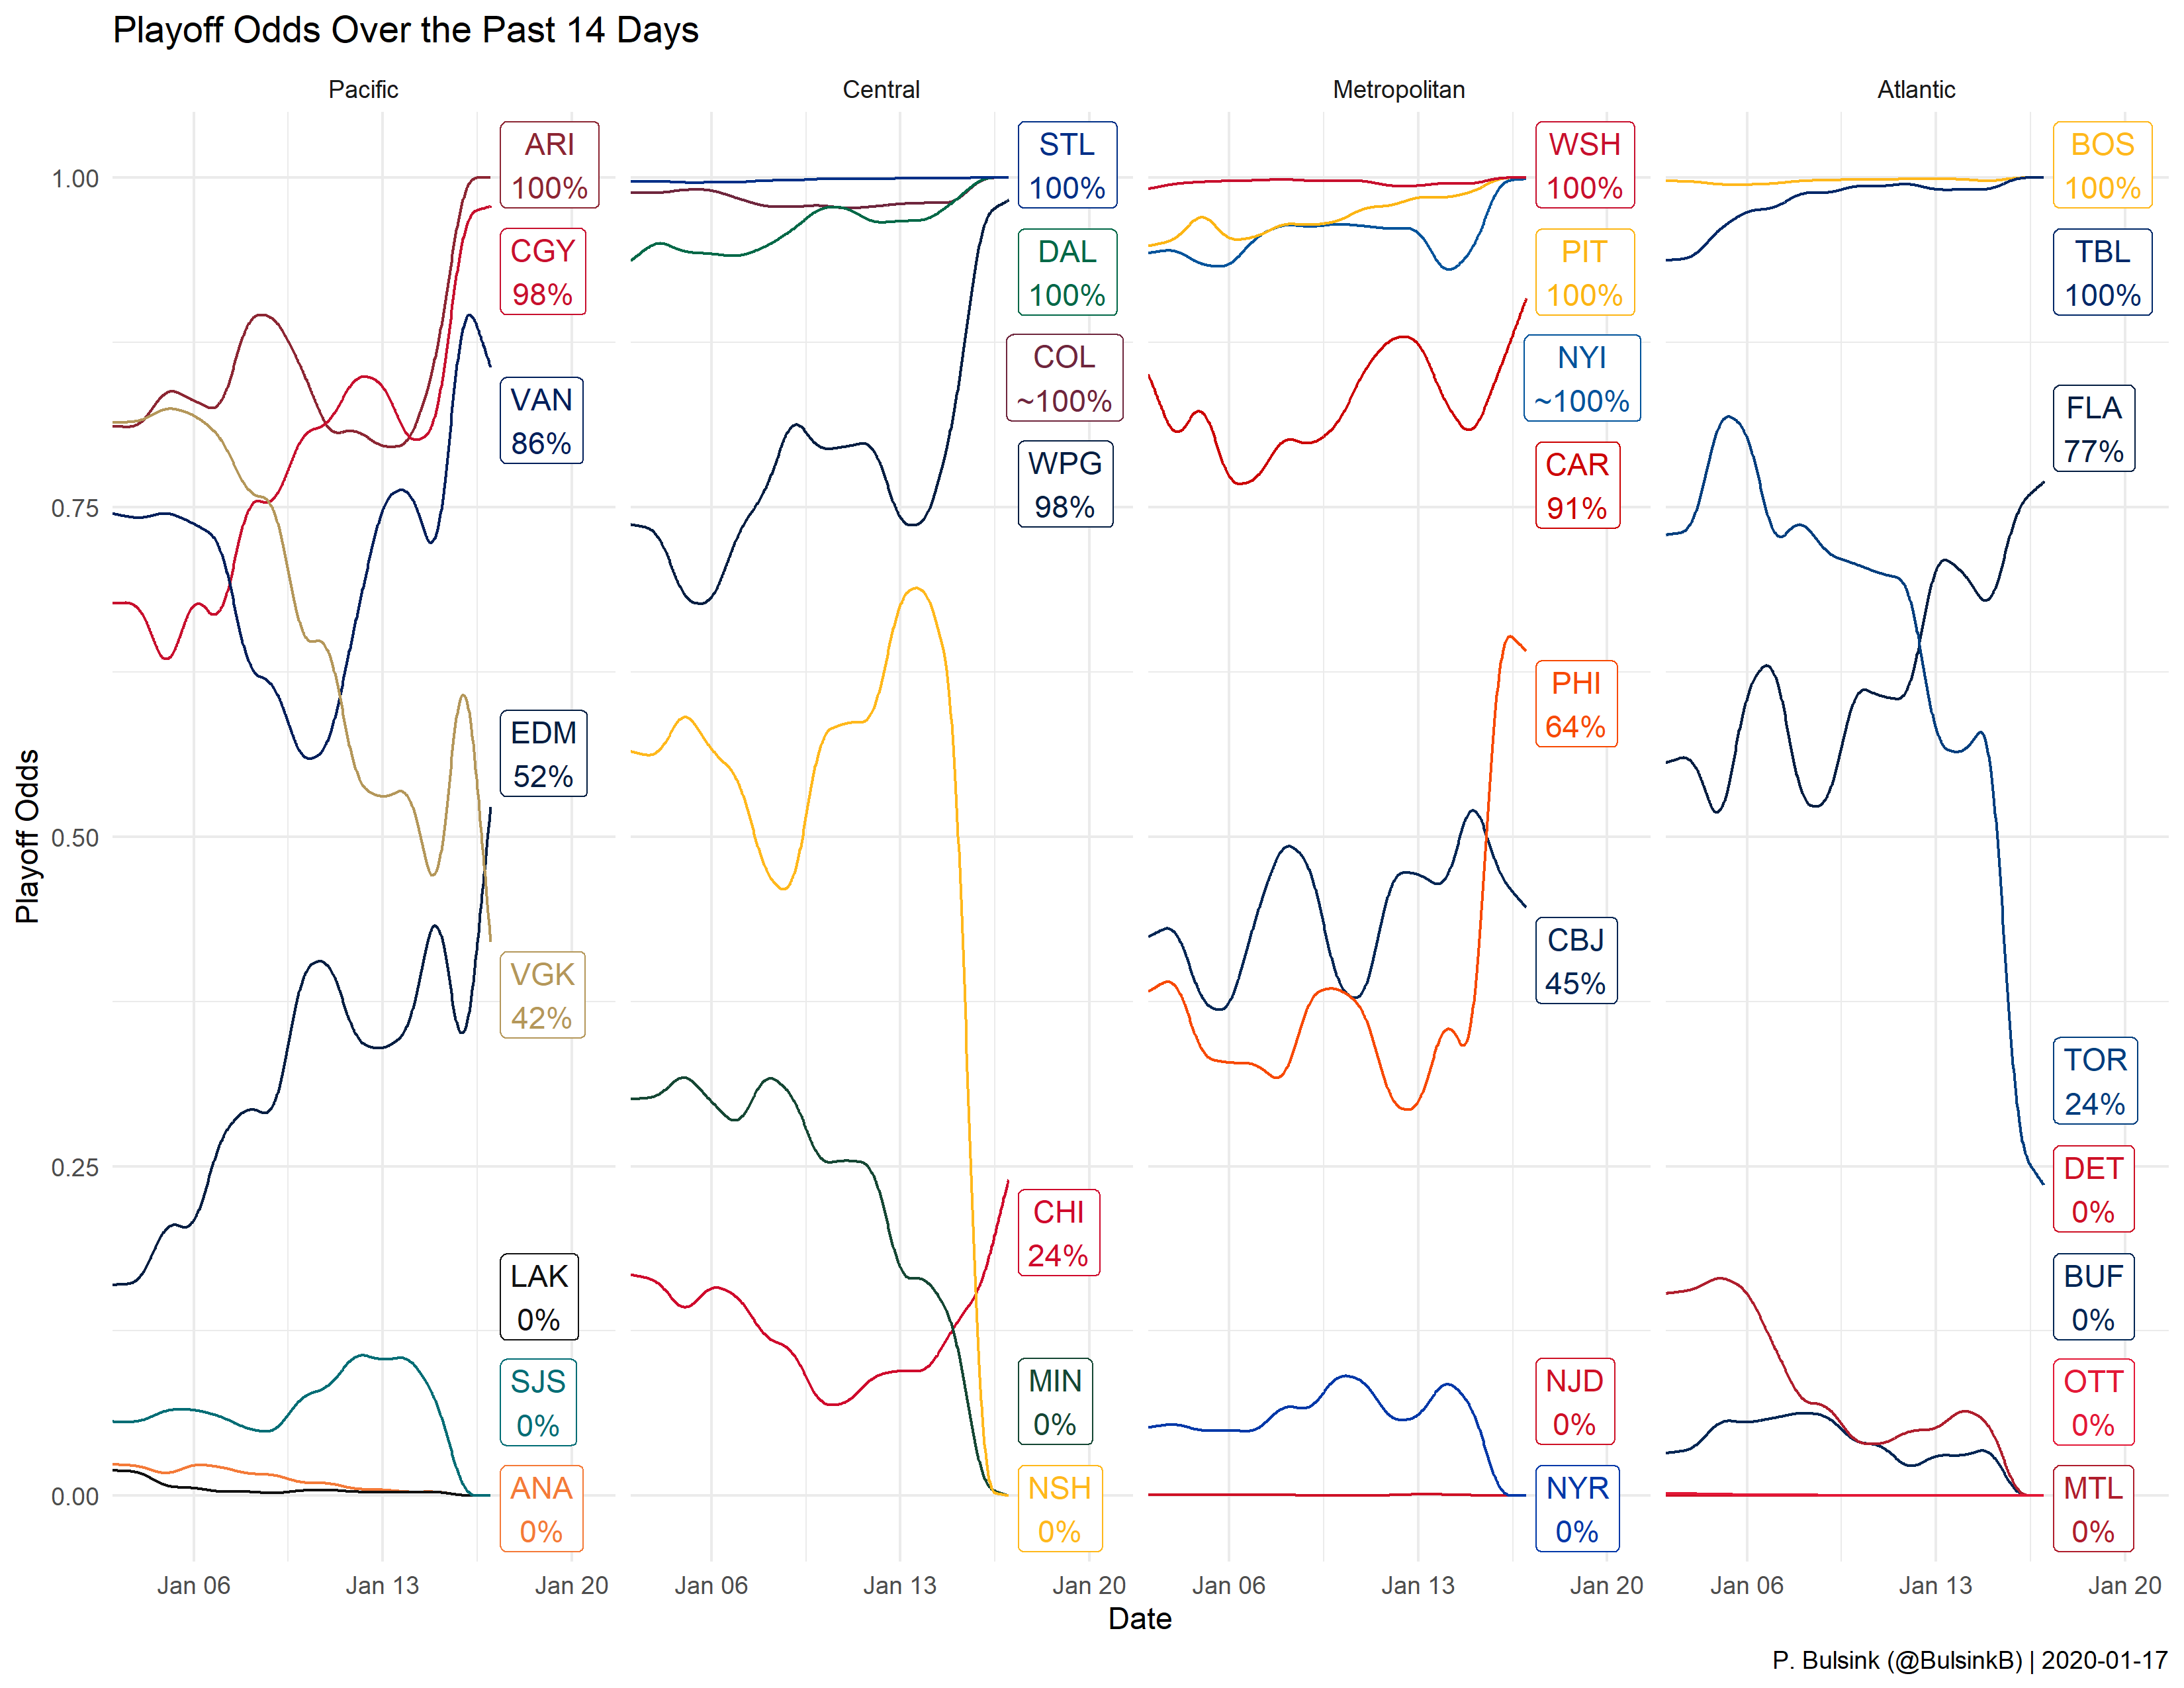 Playoff Odds Over the Past 14 Days
Pacific
Central
Metropolitan
Atlantic
Playoff Odds
1.00
0.75
0.50
0.25
0.00
ARI
100%
CGY
98%
VAN
86%
EDM
52%
VGK
42%
LAK
0%
SJS
0%
ANA
0%
STL
100%
DAL
100%
COL
~100%
WPG
98%
CHI
24%
MIN
0%
NSH
0%
WSH
100%
PIT
100%
NYI
~100%
CAR
91%
PHI
64%
CBJ
45%
NJD
0%
NYR
0%
BOS
100%
TBL
100%
FLA
77%
TOR
24%
DET
0%
BUF
0%
OTT
0%
MTL
0%
Jan 06 Jan 13 Jan 20
Jan 06 Jan 13 Jan 20
Jan 06 Jan 13 Jan 20
Jan 06 Jan 13 Jan 20
Date
P. Bulsink (@BulsinkB) | 2020-01-17